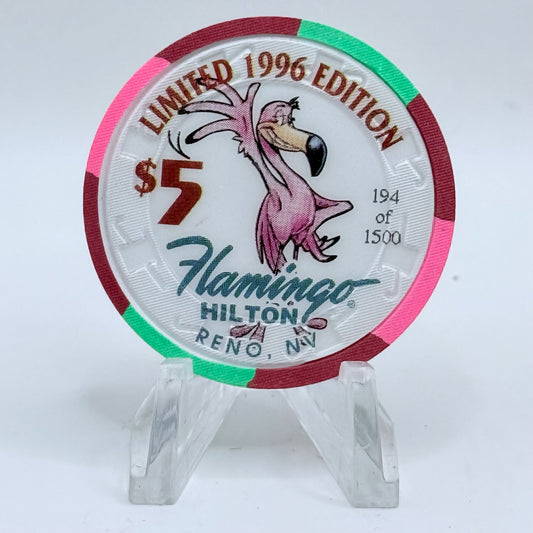 LIMITED 1996 EDITION
$5
194
of
1500
Flamingo®
HILTON
RENO, NV